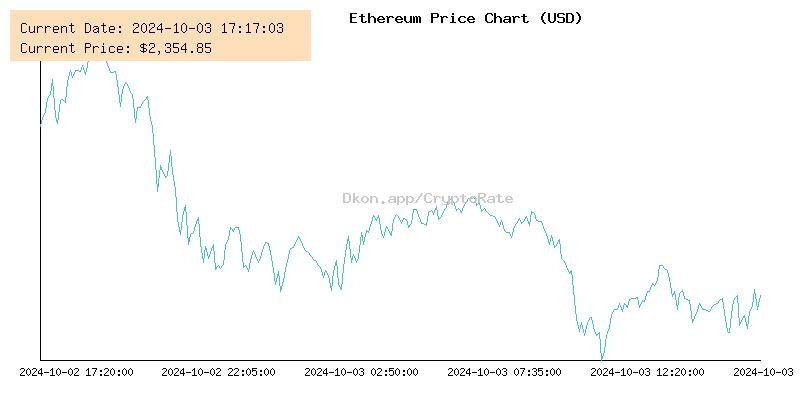 Ethereum Price Chart (USD)
Current Date: 2024-10-03 17:17:03
Current Price: $2,354.85
Dkon.app/CryptoRate
2024-10-02 17:20:00 2024-10-02 22:05:00 2024-10-03 02:50:00 2024-10-03 07:35:00 2024-10-03 12:20:00 2024-10-03